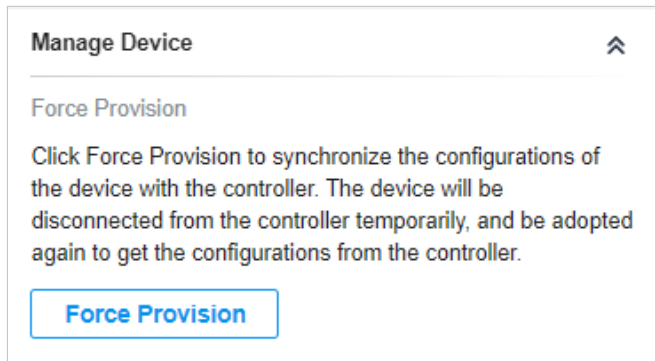 Manage Device
Force Provision
Click Force Provision to synchronize the configurations of
the device with the controller. The device will be
disconnected from the controller temporarily, and be adopted
again to get the configurations from the controller.
Force Provision